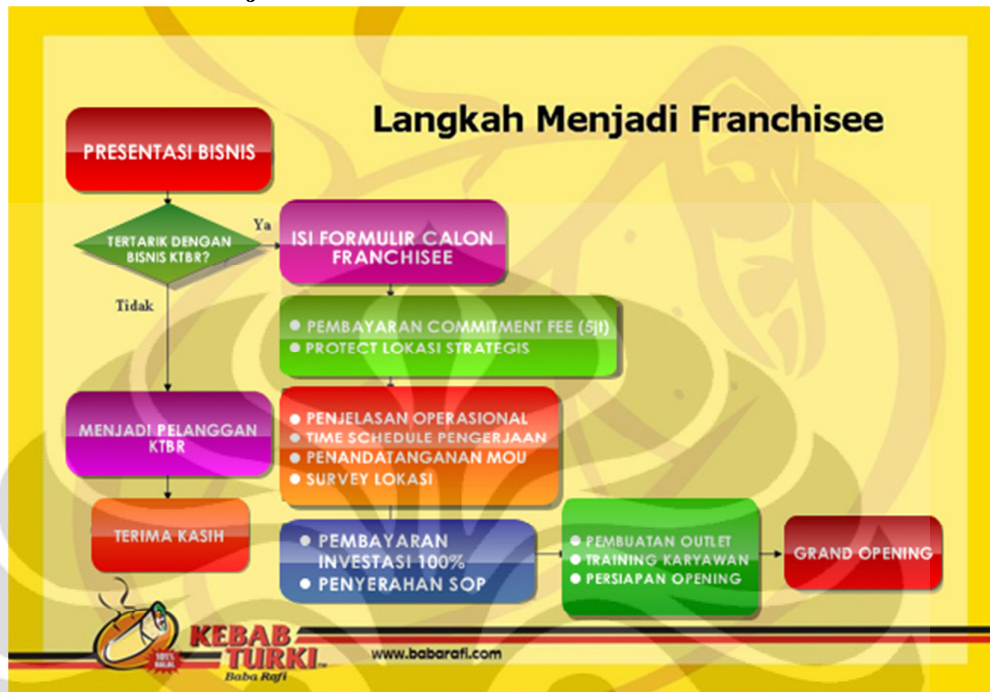 Langkah Menjadi Franchisee
PRESENTASI BISNIS
TERTARIK DENGAN
BISNIS KTBR?
Ya
ISI FORMULIR CALON
FRANCHISEE
Tidak
● PEMBAYARAN COMMITMENT FEE (5jt)
● PROTECT LOKASI STRATEGIS
MENJADI PELANGGAN
KTBR
● PENJELASAN OPERASIONAL
● TIME SCHEDULE PENGERJAAN
● PENANDATANGANAN MOU
● SURVEY LOKASI
TERIMA KASIH
● PEMBAYARAN
INVESTASI 100%
● PENYERAHAN SOP
● PEMBUATAN OUTLET
● TRAINING KARYAWAN
● PERSIAPAN OPENING
GRAND OPENING
100%
HALAL
KEBAB
TURKI
Baba Rafi
www.babarafi.com